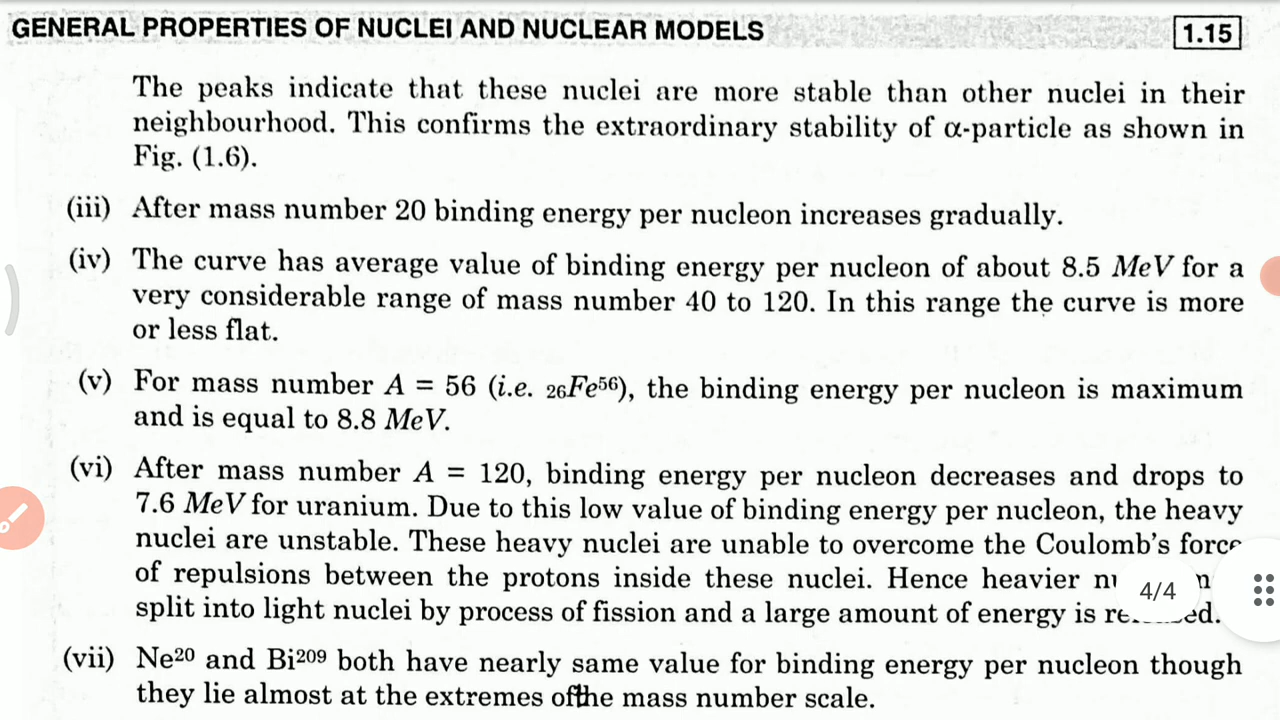 GENERAL PROPERTIES OF NUCLEI AND NUCLEAR MODELS 1.15
The peaks indicate that these nuclei are more stable than other nuclei in their
neighbourhood. This confirms the extraordinary stability of α-particle as shown in
Fig. (1.6).
(iii) After mass number 20 binding energy per nucleon increases gradually.
(iv) The curve has average value of binding energy per nucleon of about 8.5 MeV for a
very considerable range of mass number 40 to 120. In this range the curve is more
or less flat.
(v) For mass number A = 56 (i.e. ₂₆Fe⁵⁶), the binding energy per nucleon is maximum
and is equal to 8.8 MeV.
(vi) After mass number A = 120, binding energy per nucleon decreases and drops to
7.6 MeV for uranium. Due to this low value of binding energy per nucleon, the heavy
nuclei are unstable. These heavy nuclei are unable to overcome the Coulomb's force
of repulsions between the protons inside these nuclei. Hence heavier
split into light nuclei by process of fission and a large amount of energy is
4/4
(vii) Ne²⁰ and Bi²⁰⁹ both have nearly same value for binding energy per nucleon though
they lie almost at the extremes of the mass number scale.